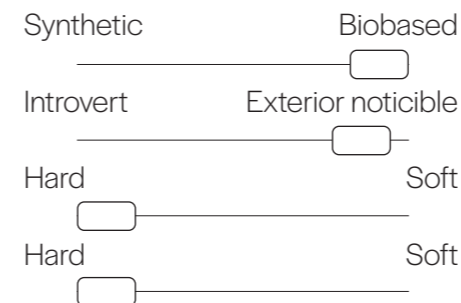 Synthetic Biobased
Introvert Exterior noticible
Hard Soft
Hard Soft